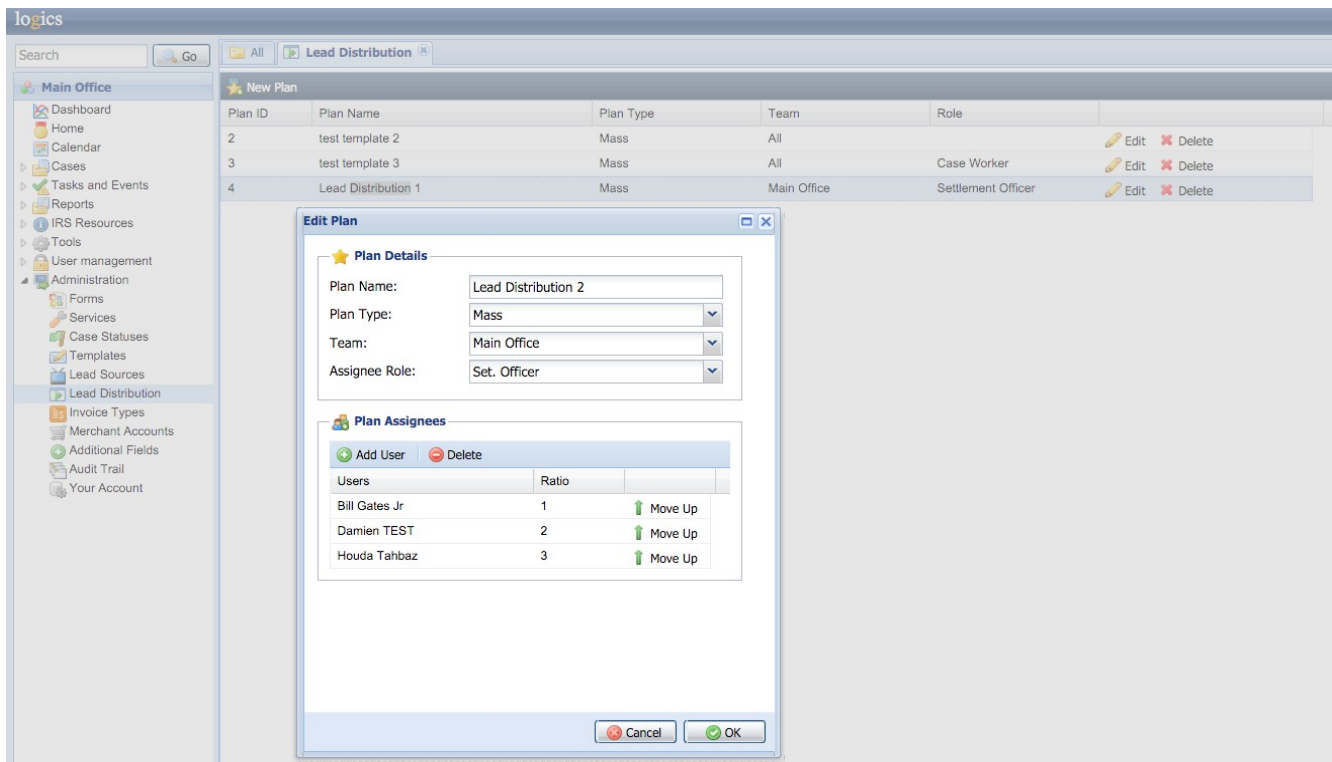 logics
Search Go
All Lead Distribution
Main Office
New Plan
Dashboard
Home
Calendar
Cases
Tasks and Events
Reports
IRS Resources
Tools
User management
Administration
Forms
Services
Case Statuses
Templates
Lead Sources
Lead Distribution
Invoice Types
Merchant Accounts
Additional Fields
Audit Trail
Your Account
Plan ID Plan Name Plan Type Team Role
2 test template 2 Mass All Edit Delete
3 test template 3 Mass All Case Worker Edit Delete
4 Lead Distribution 1 Mass Main Office Settlement Officer Edit Delete
Edit Plan
Plan Details
Plan Name: Lead Distribution 2
Plan Type: Mass
Team: Main Office
Assignee Role: Set. Officer
Plan Assignees
Add User Delete
Users Ratio
Bill Gates Jr 1 Move Up
Damien TEST 2 Move Up
Houda Tahbaz 3 Move Up
Cancel OK